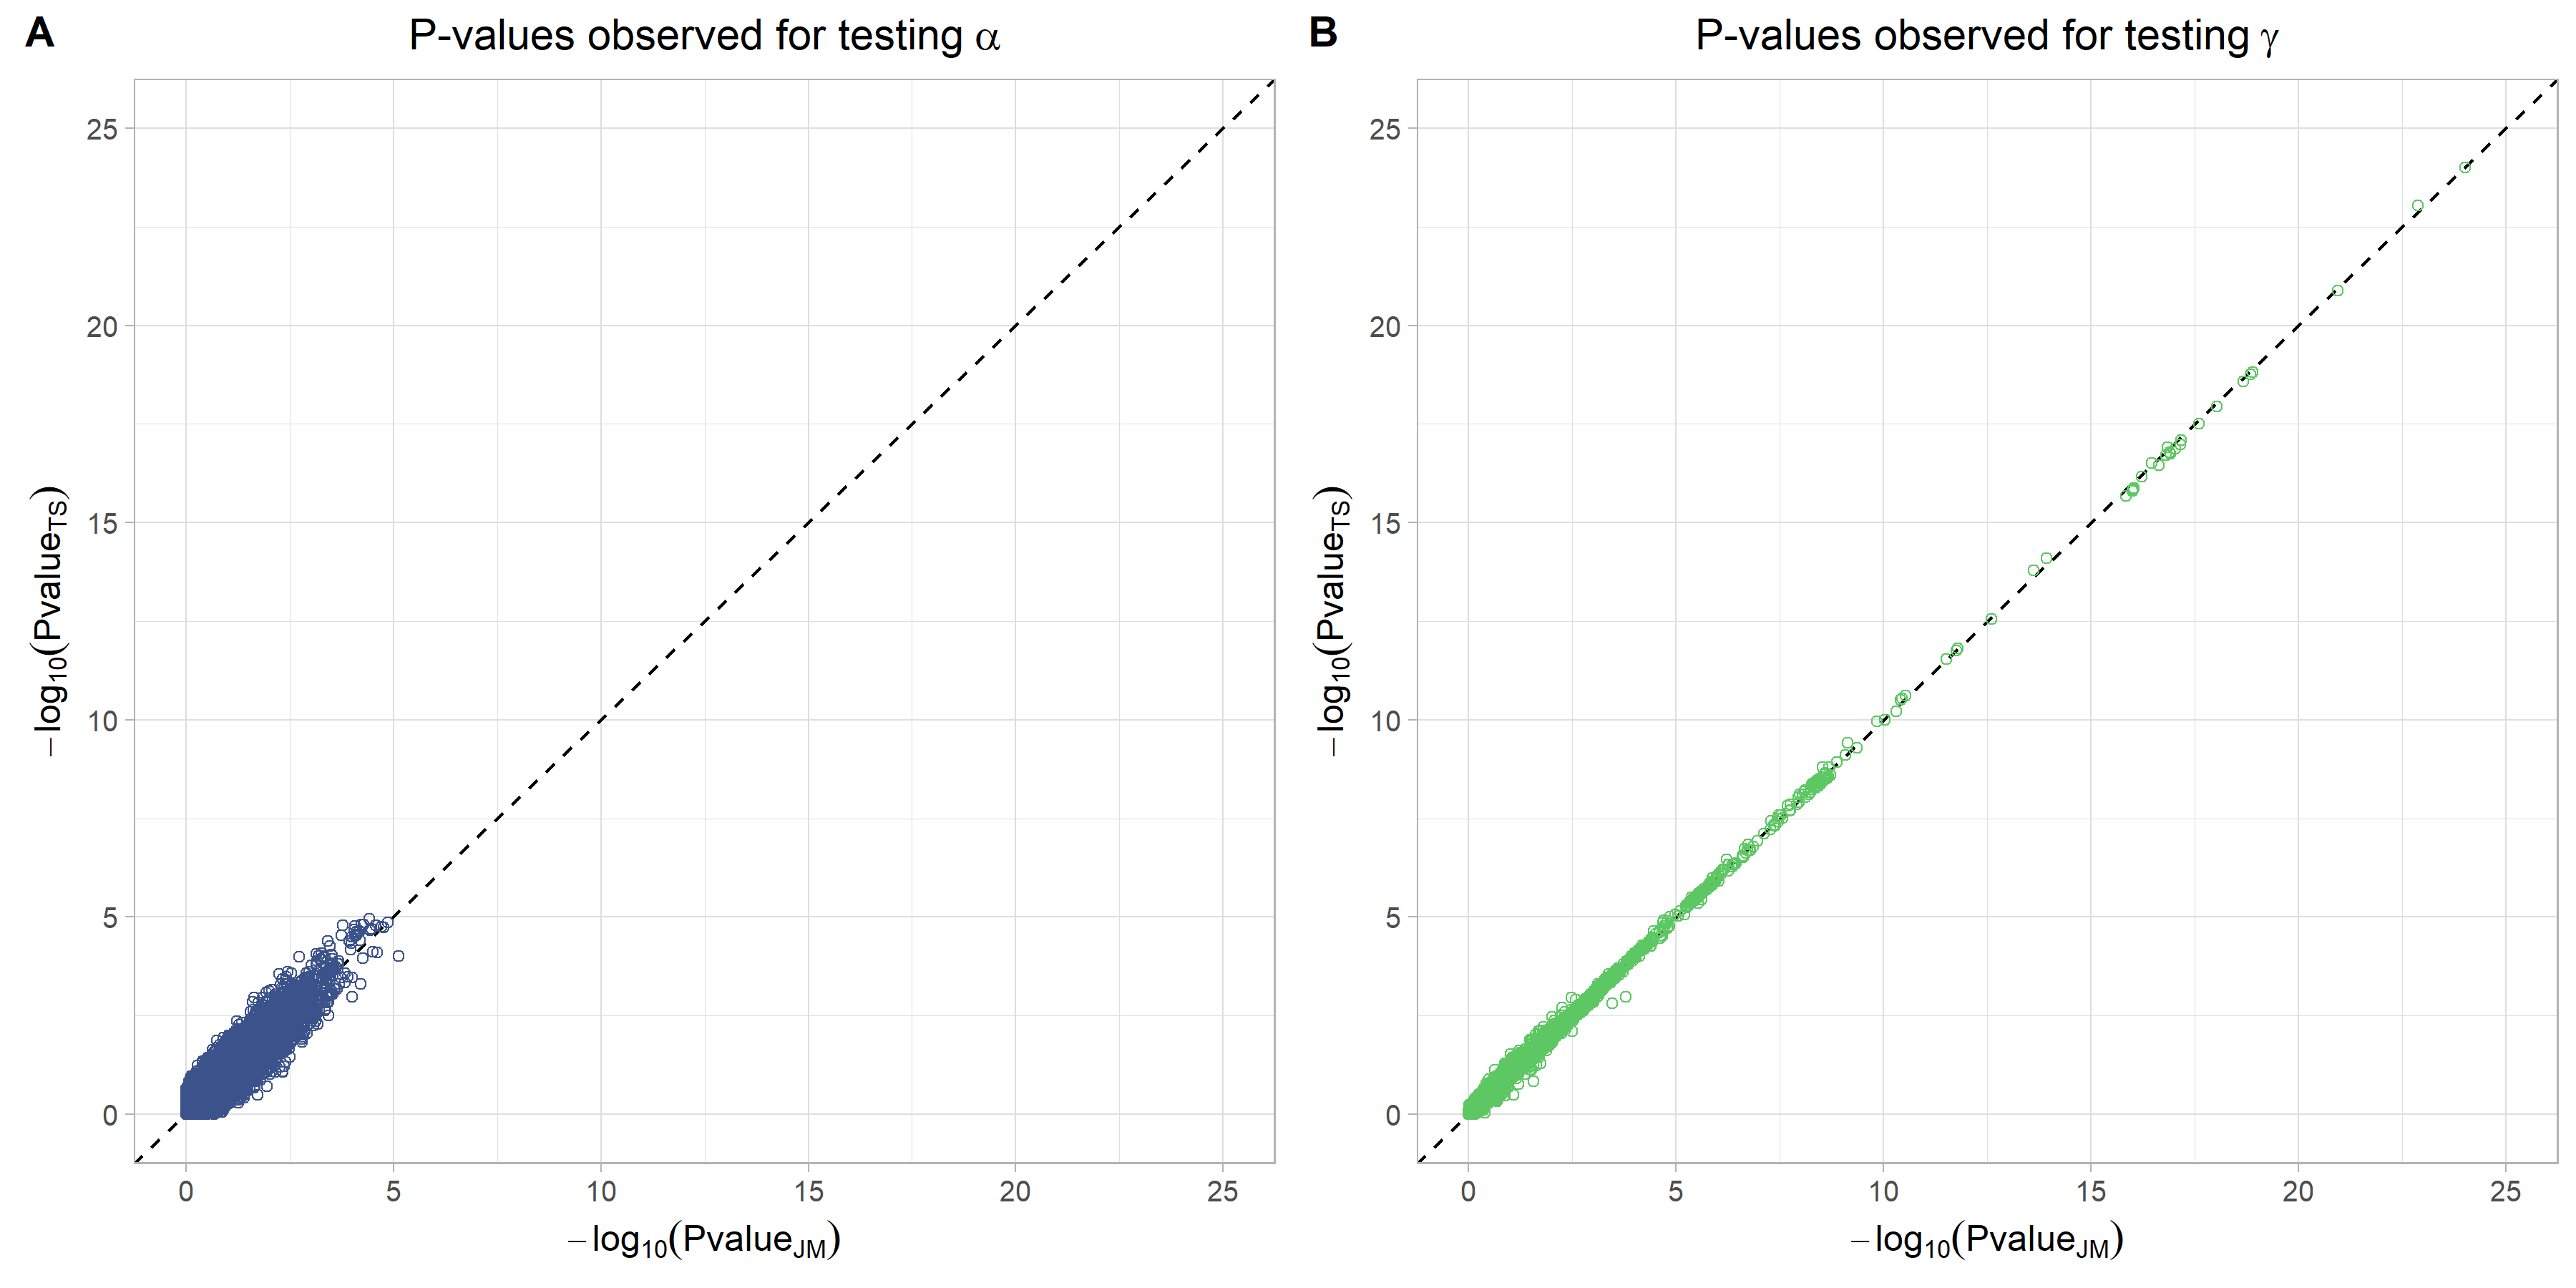 A
P-values observed for testing α
25
20
15
10
5
0
−log10(PvalueTS)
0 5 10 15 20 25
−log10(PvalueJM)
B
P-values observed for testing γ
25
20
15
10
5
0
−log10(PvalueTS)
0 5 10 15 20 25
−log10(PvalueJM)